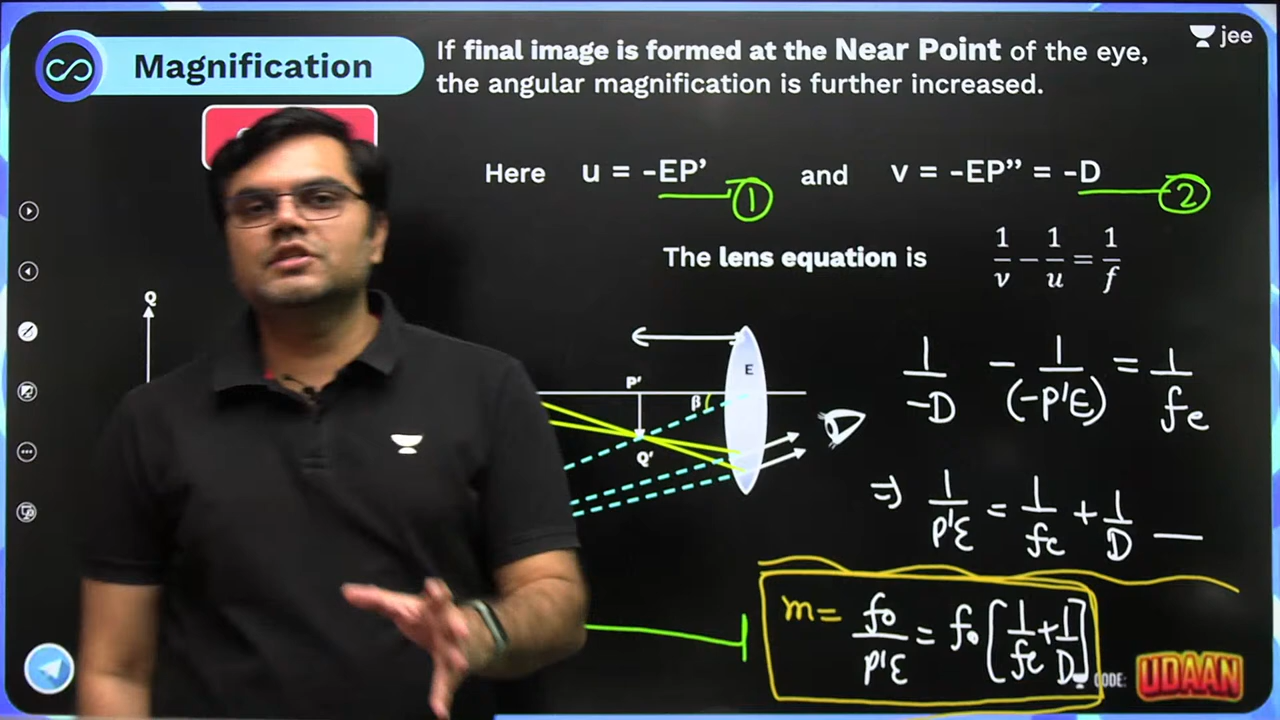 Magnification
If final image is formed at the Near Point of the eye,
the angular magnification is further increased.
jee
Here u = -EP’ and v = -EP’’ = -D
① ②
The lens equation is 1/v − 1/u = 1/f
Q
E
P’
β
Q’
1/-D - 1/(-P'E) = 1/fe
⇒ 1/P'E = 1/fe + 1/D —
m = fo/P'E = fo [1/fe + 1/D]
CODE:
UDAAN